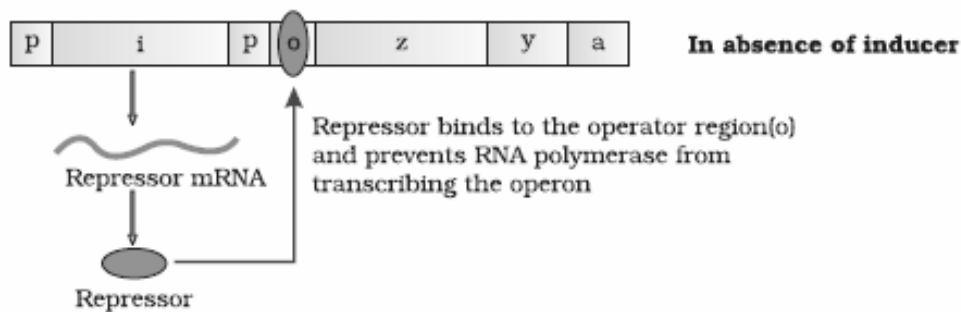 p i p o z y a In absence of inducer
Repressor binds to the operator region(o)
and prevents RNA polymerase from
transcribing the operon
Repressor mRNA
Repressor